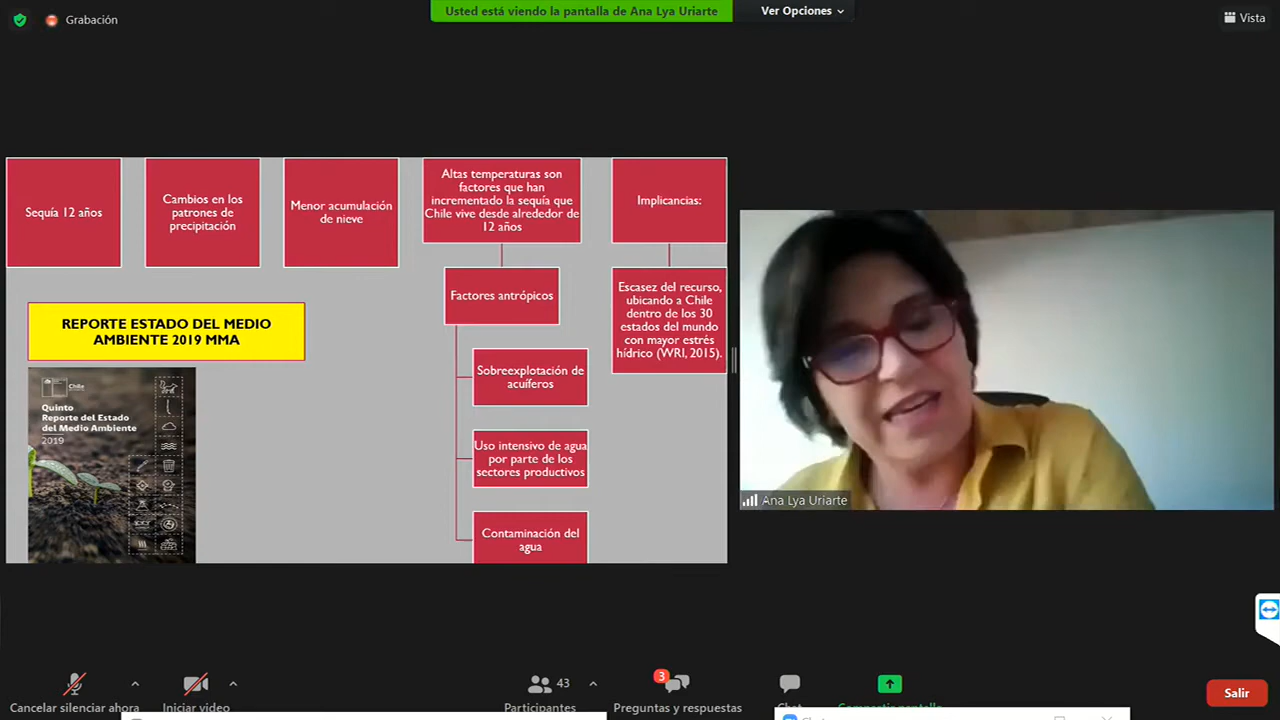 Grabación
Usted está viendo la pantalla de Ana Lya Uriarte
Ver Opciones
Vista
Sequía 12 años
Cambios en los
patrones de
precipitación
Menor acumulación
de nieve
Altas temperaturas son
factores que han
incrementado la sequía que
Chile vive desde alrededor de
12 años
Implicancias:
Factores antrópicos
Escasez del recurso,
ubicando a Chile
dentro de los 30
estados del mundo
con mayor estrés
hídrico (WRI, 2015).
REPORTE ESTADO DEL MEDIO
AMBIENTE 2019 MMA
Sobreexplotación de
acuíferos
Uso intensivo de agua
por parte de los
sectores productivos
Contaminación del
agua
Chile
Quinto
Reporte del Estado
del Medio Ambiente
2019
Ana Lya Uriarte
Cancelar silenciar ahora
Iniciar video
43
Participantes
3
Preguntas y respuestas
Chat
Compartir pantalla
Salir